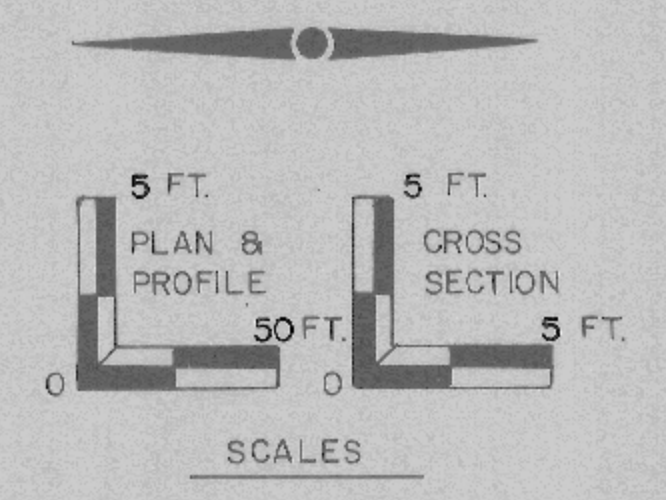 5 FT.
PLAN &
PROFILE
50 FT.
0
5 FT.
CROSS
SECTION
5 FT.
0
SCALES